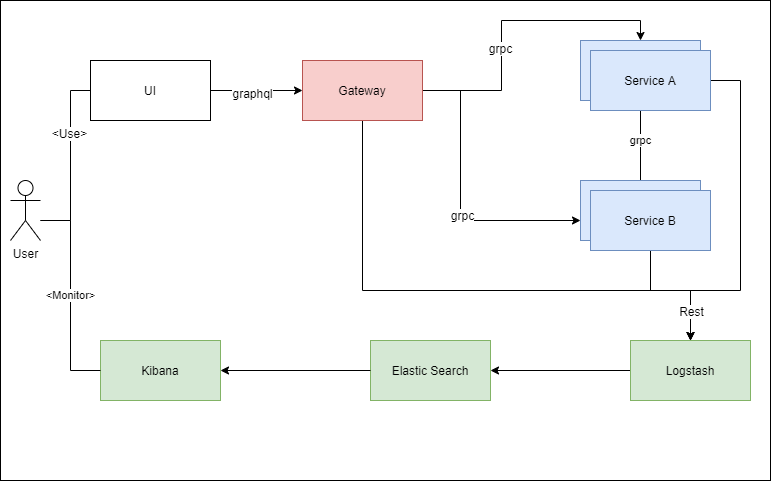 grpc
UI
graphql
Gateway
Service A
<Use>
grpc
grpc
Service B
User
<Monitor>
Rest
Kibana
Elastic Search
Logstash